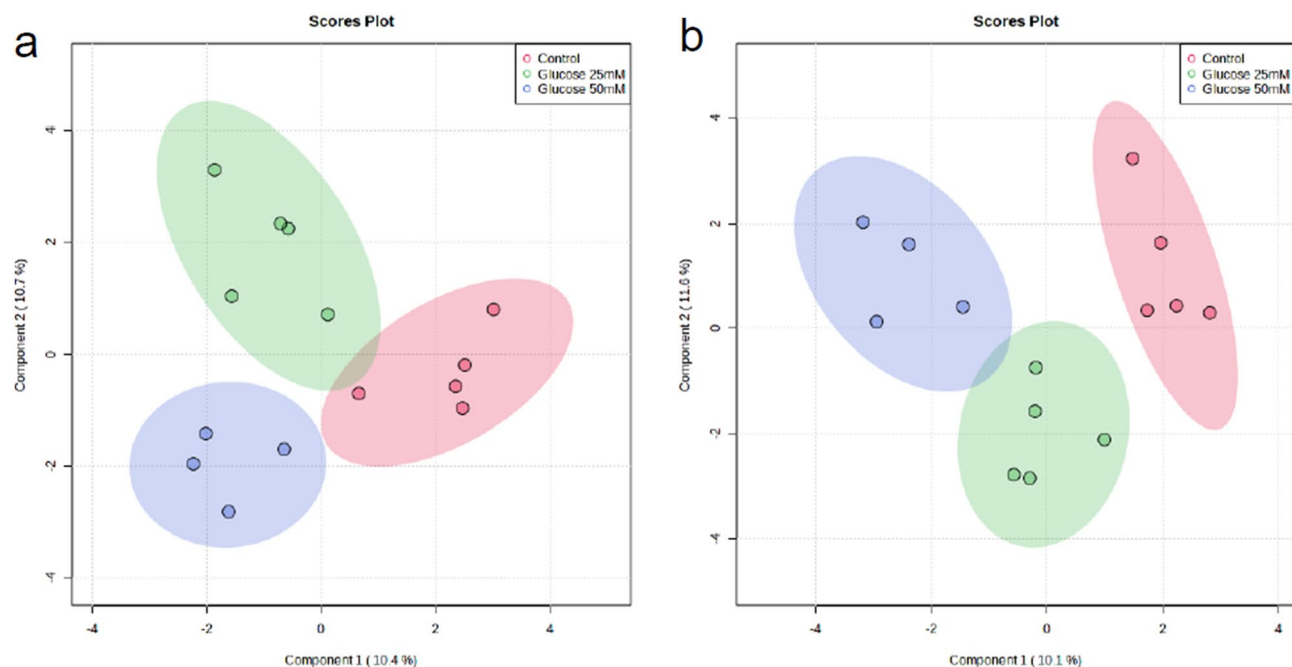 a
Scores Plot
Control
Glucose 25mM
Glucose 50mM
Component 2 ( 10.7 %)
4
2
0
-2
-4
-4 -2 0 2 4
Component 1 ( 10.4 %)
b
Scores Plot
Control
Glucose 25mM
Glucose 50mM
Component 2 ( 11.6 %)
4
2
0
-2
-4
-4 -2 0 2 4
Component 1 ( 10.1 %)